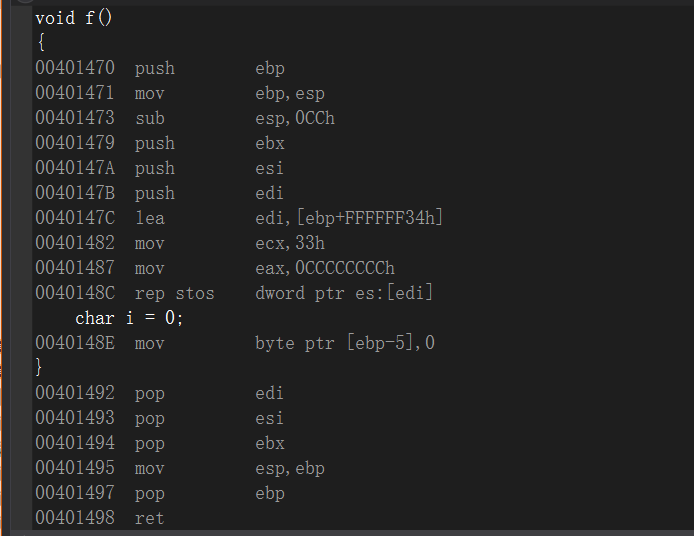 void f()
{
00401470 push ebp
00401471 mov ebp,esp
00401473 sub esp,0CCh
00401479 push ebx
0040147A push esi
0040147B push edi
0040147C lea edi,[ebp+FFFFFF34h]
00401482 mov ecx,33h
00401487 mov eax,0CCCCCCCCh
0040148C rep stos dword ptr es:[edi]
char i = 0;
0040148E mov byte ptr [ebp-5],0
}
00401492 pop edi
00401493 pop esi
00401494 pop ebx
00401495 mov esp,ebp
00401497 pop ebp
00401498 ret